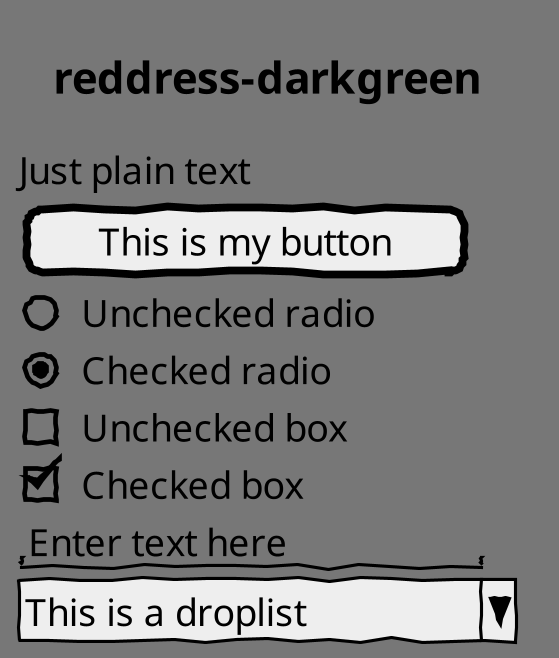 reddress-darkgreen
Just plain text
This is my button
Unchecked radio
Checked radio
Unchecked box
Checked box
Enter text here
This is a droplist